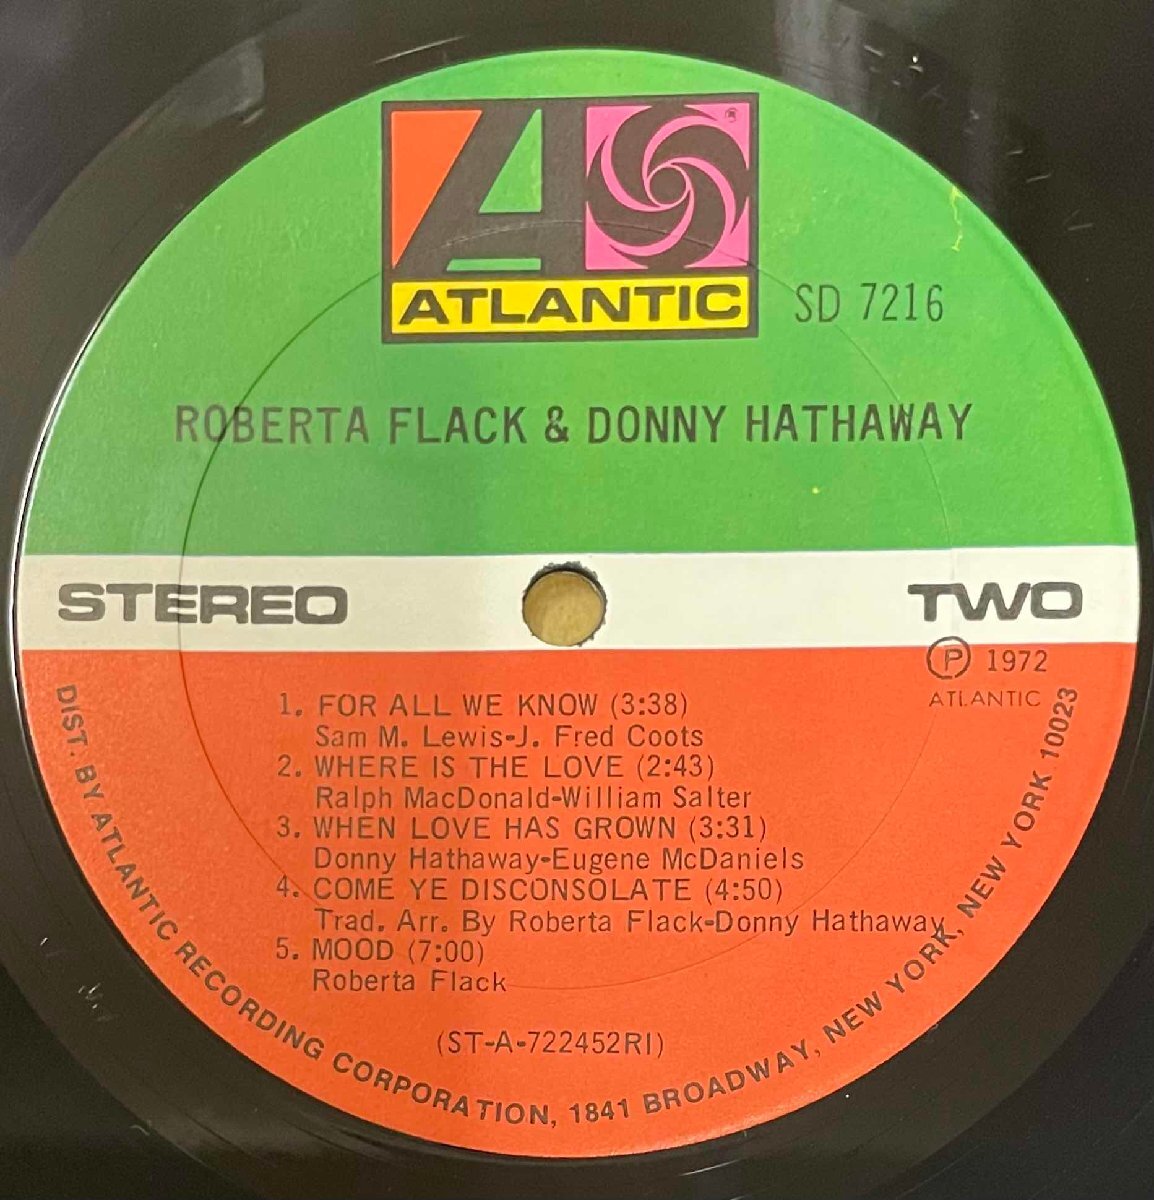 A
®
ATLANTIC
SD 7216
ROBERTA FLACK & DONNY HATHAWAY
STEREO
TWO
Ⓟ 1972
ATLANTIC
1. FOR ALL WE KNOW (3:38)
Sam M. Lewis-J. Fred Coots
2. WHERE IS THE LOVE (2:43)
Ralph MacDonald-William Salter
3. WHEN LOVE HAS GROWN (3:31)
Donny Hathaway-Eugene McDaniels
4. COME YE DISCONSOLATE (4:50)
Trad. Arr. By Roberta Flack-Donny Hathaway
5. MOOD (7:00)
Roberta Flack
(ST-A-722452RI)
DIST. BY ATLANTIC RECORDING CORPORATION, 1841 BROADWAY, NEW YORK, NEW YORK 10023